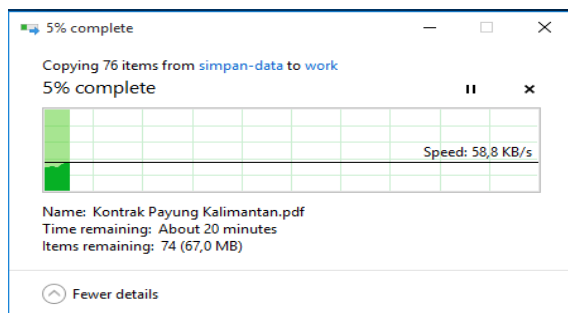 5% complete
Copying 76 items from simpan-data to work
5% complete
Speed: 58,8 KB/s
Name: Kontrak Payung Kalimantan.pdf
Time remaining: About 20 minutes
Items remaining: 74 (67,0 MB)
Fewer details